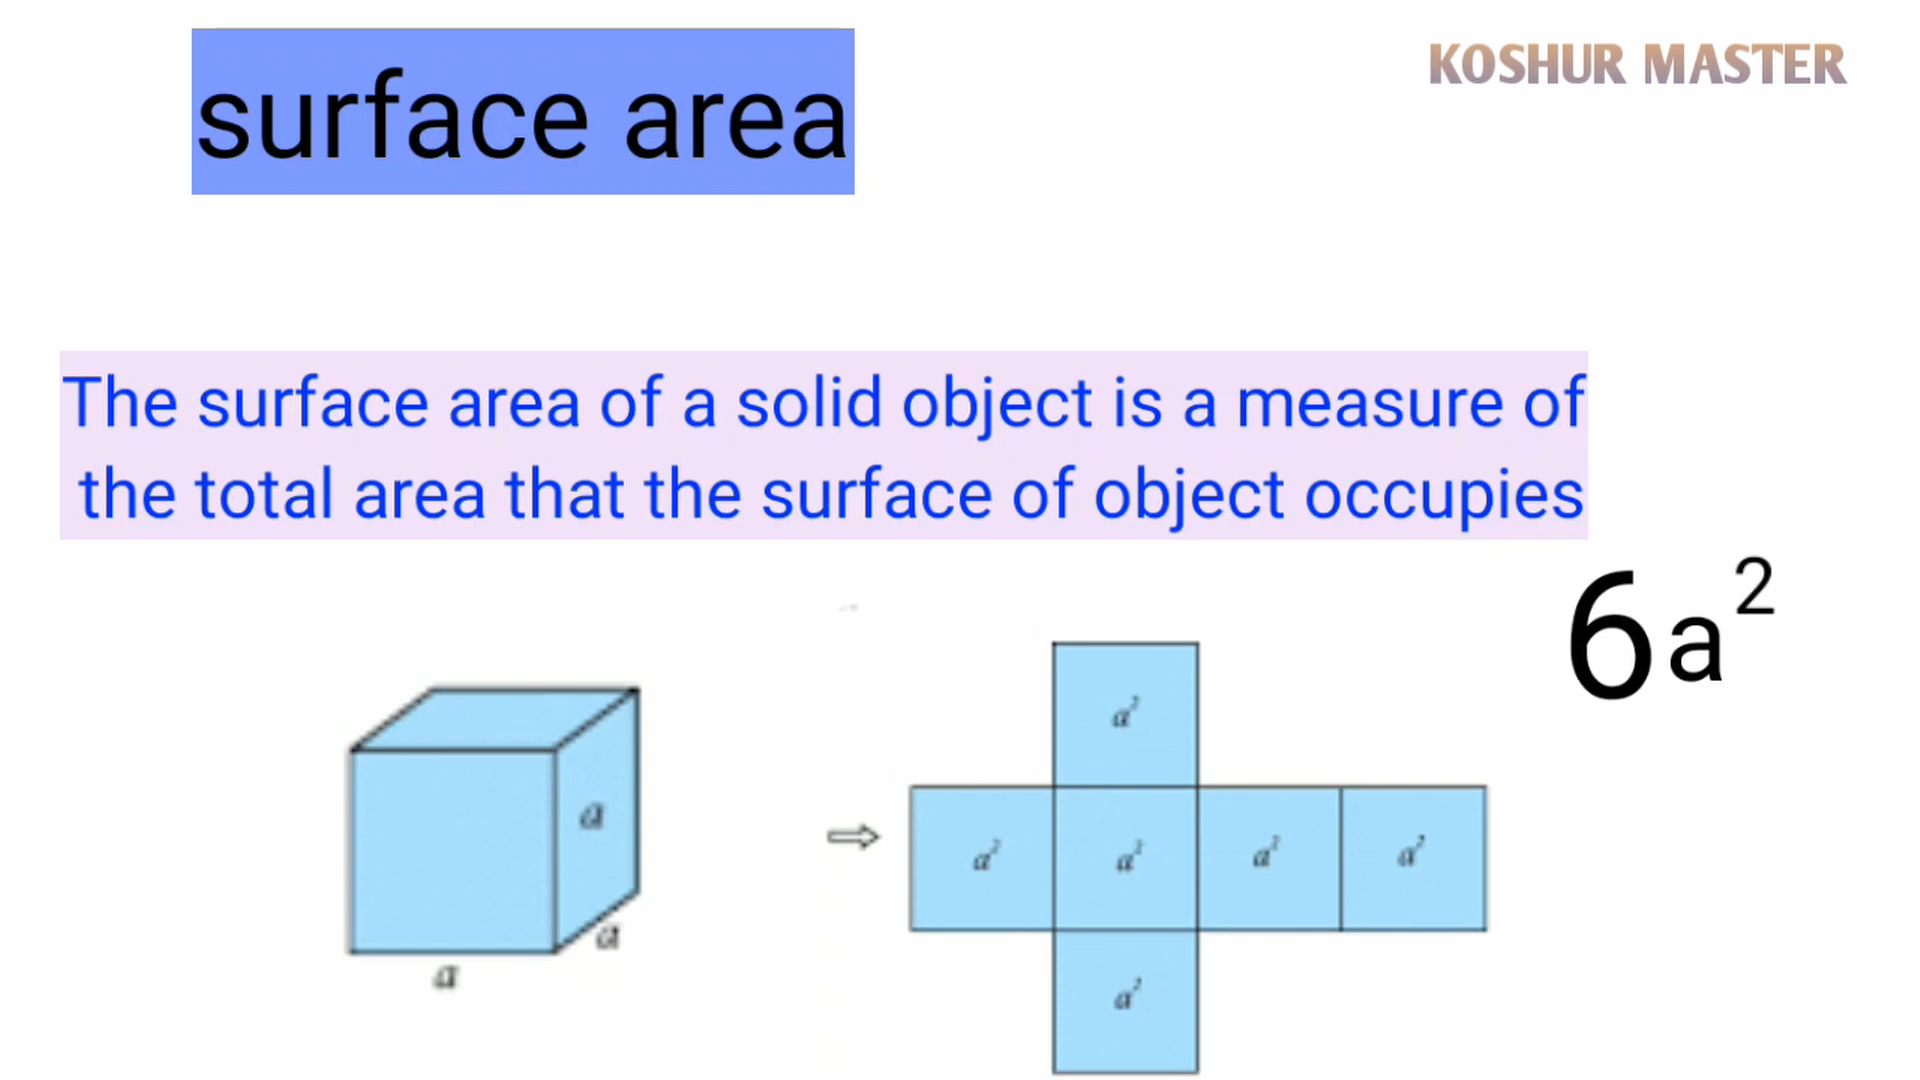 surface area
KOSHUR MASTER
The surface area of a solid object is a measure of
the total area that the surface of object occupies
6a²
a²
a
a² a² a² a²
a
a
a²